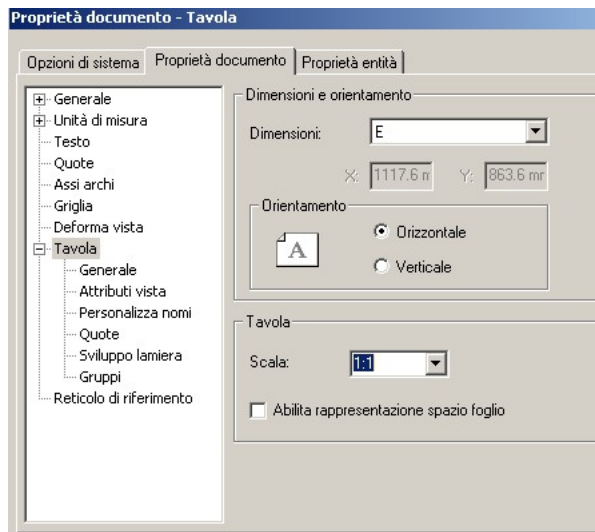 Proprietà documento - Tavola
Opzioni di sistema
Proprietà documento
Proprietà entità
Generale
Unità di misura
Testo
Quote
Assi archi
Griglia
Deforma vista
Tavola
Generale
Attributi vista
Personalizza nomi
Quote
Sviluppo lamiera
Gruppi
Reticolo di riferimento
Dimensioni e orientamento
Dimensioni: E
X: 1117.6 m Y: 863.6 mr
Orientamento
A
Orizzontale
Verticale
Tavola
Scala: 1:1
Abilita rappresentazione spazio foglio